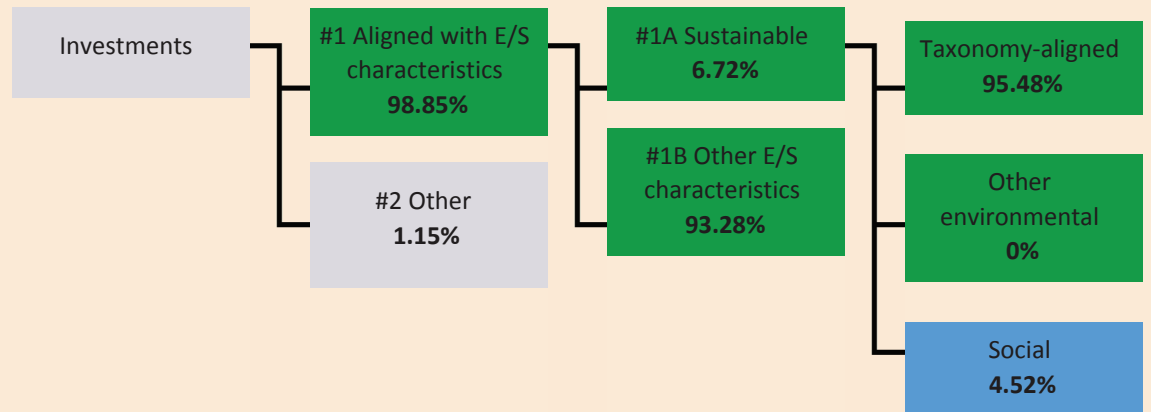 Investments
#1 Aligned with E/S
characteristics
98.85%
#2 Other
1.15%
#1A Sustainable
6.72%
#1B Other E/S
characteristics
93.28%
Taxonomy-aligned
95.48%
Other
environmental
0%
Social
4.52%